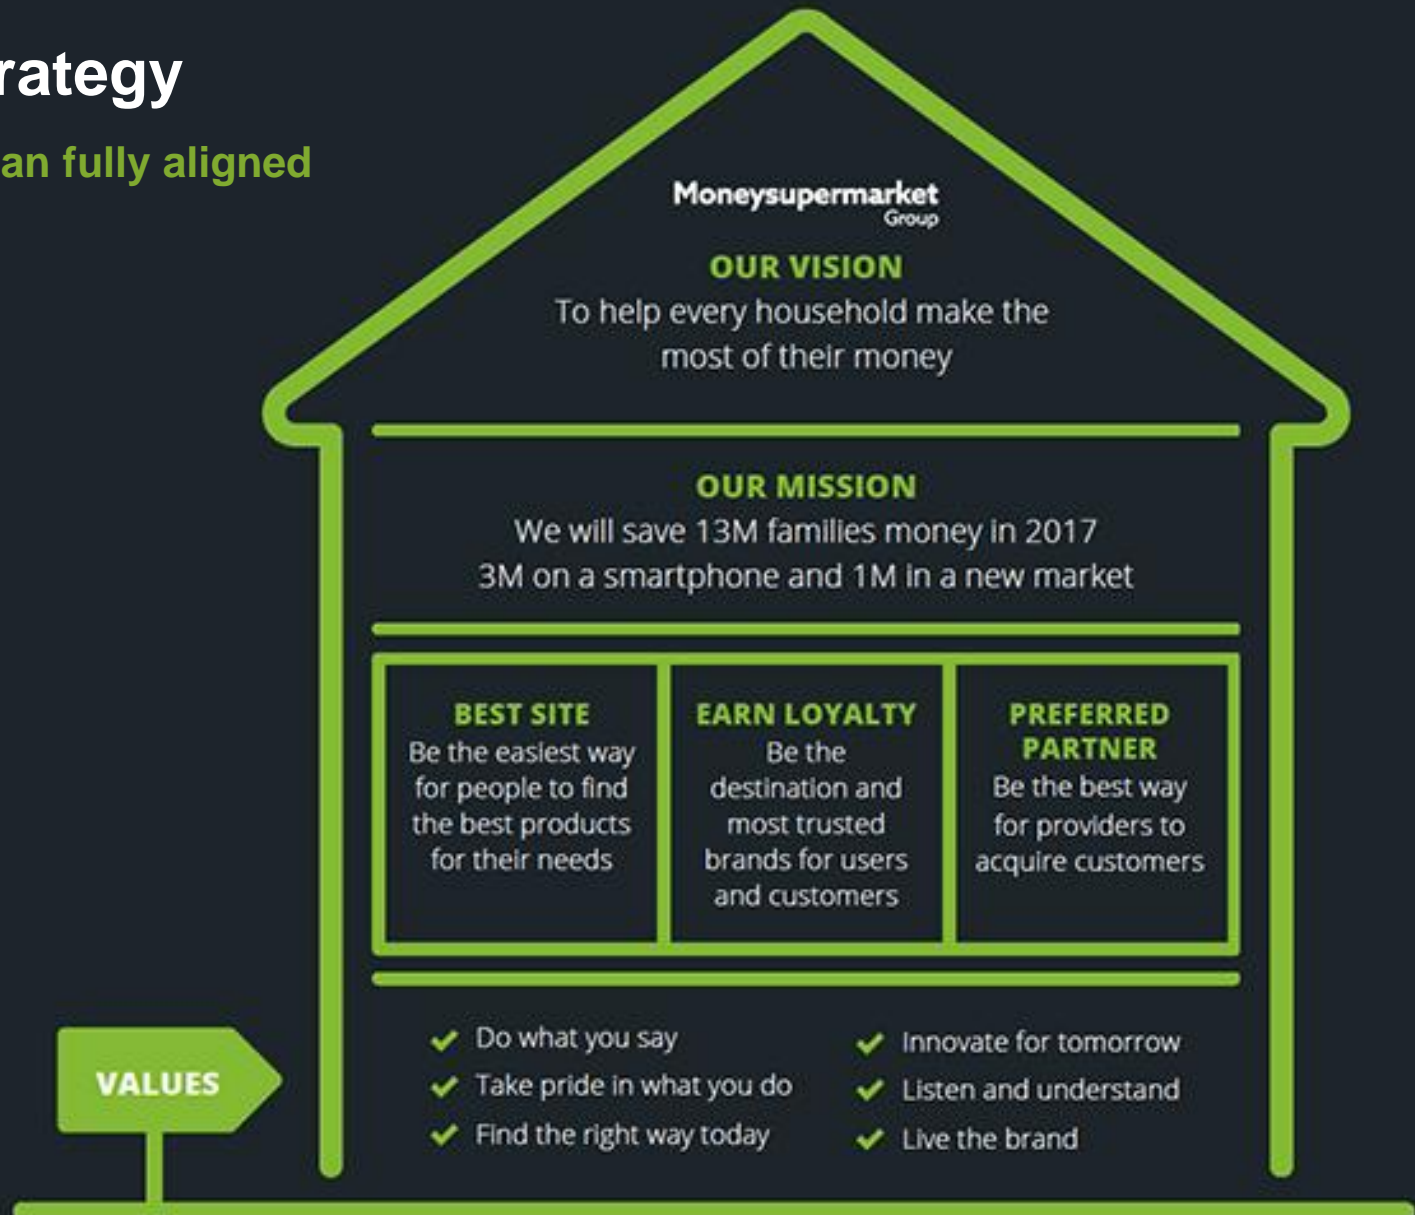 rategy
an fully aligned
Moneysupermarket
Group
OUR VISION
To help every household make the
most of their money
OUR MISSION
We will save 13M families money in 2017
3M on a smartphone and 1M in a new market
BEST SITE
Be the easiest way
for people to find
the best products
for their needs
EARN LOYALTY
Be the
destination and
most trusted
brands for users
and customers
PREFERRED
PARTNER
Be the best way
for providers to
acquire customers
VALUES
Do what you say
Take pride in what you do
Find the right way today
Innovate for tomorrow
Listen and understand
Live the brand